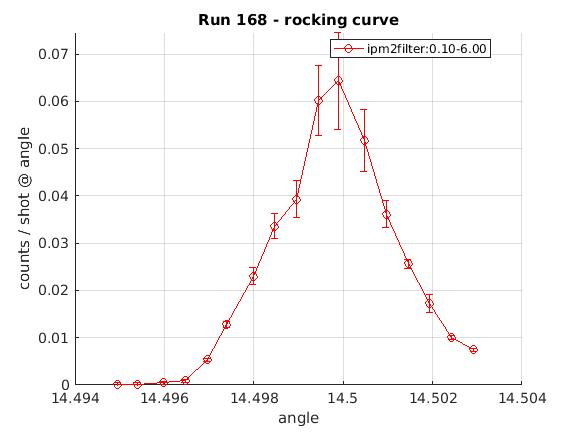 Run 168 - rocking curve
ipm2filter:0.10-6.00
counts / shot @ angle
0.07
0.06
0.05
0.04
0.03
0.02
0.01
0
14.494 14.496 14.498 14.5 14.502 14.504
angle